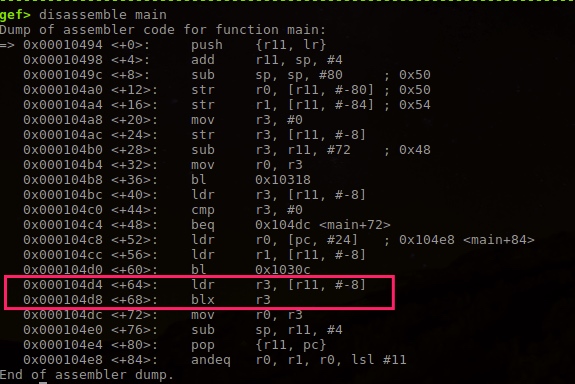 gef> disassemble main
Dump of assembler code for function main:
=> 0x00010494 <+0>: push {r11, lr}
0x00010498 <+4>: add r11, sp, #4
0x0001049c <+8>: sub sp, sp, #80 ; 0x50
0x000104a0 <+12>: str r0, [r11, #-80] ; 0x50
0x000104a4 <+16>: str r1, [r11, #-84] ; 0x54
0x000104a8 <+20>: mov r3, #0
0x000104ac <+24>: str r3, [r11, #-8]
0x000104b0 <+28>: sub r3, r11, #72 ; 0x48
0x000104b4 <+32>: mov r0, r3
0x000104b8 <+36>: bl 0x10318
0x000104bc <+40>: ldr r3, [r11, #-8]
0x000104c0 <+44>: cmp r3, #0
0x000104c4 <+48>: beq 0x104dc <main+72>
0x000104c8 <+52>: ldr r0, [pc, #24] ; 0x104e8 <main+84>
0x000104cc <+56>: ldr r1, [r11, #-8]
0x000104d0 <+60>: bl 0x1030c
0x000104d4 <+64>: ldr r3, [r11, #-8]
0x000104d8 <+68>: blx r3
0x000104dc <+72>: mov r0, r3
0x000104e0 <+76>: sub sp, r11, #4
0x000104e4 <+80>: pop {r11, pc}
0x000104e8 <+84>: andeq r0, r1, r0, lsl #11
End of assembler dump.